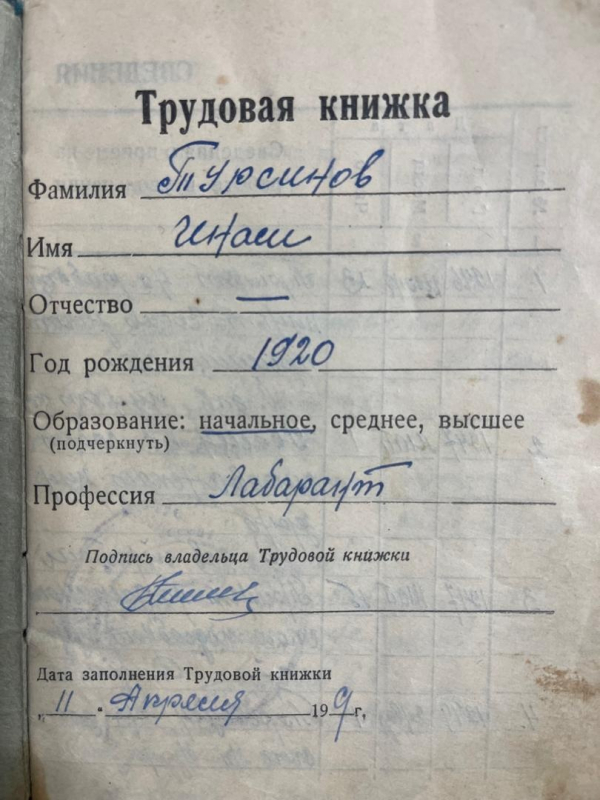 Трудовая книжка
Фамилия Турсинов
Имя Инаш
Отчество —
Год рождения 1920
Образование: начальное, среднее, высшее
(подчеркнуть)
Профессия Лабарант
Подпись владельца Трудовой книжки
Дата заполнения Трудовой книжки
„11" Апреля 19 г.